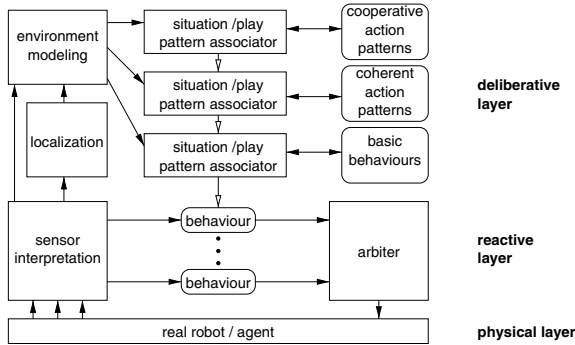 environment
modeling
situation /play
pattern associator
cooperative
action
patterns
situation /play
pattern associator
coherent
action
patterns
deliberative
layer
localization
situation /play
pattern associator
basic
behaviours
sensor
interpretation
behaviour
behaviour
arbiter
reactive
layer
real robot / agent
physical layer